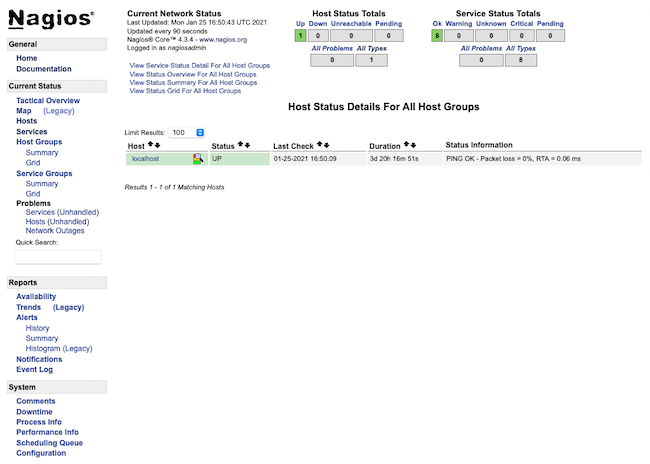 Nagios®
General
Home
Documentation
Current Status
Tactical Overview
Map (Legacy)
Hosts
Services
Host Groups
Summary
Grid
Service Groups
Summary
Grid
Problems
Services (Unhandled)
Hosts (Unhandled)
Network Outages
Quick Search:
Reports
Availability
Trends (Legacy)
Alerts
History
Summary
Histogram (Legacy)
Notifications
Event Log
System
Comments
Downtime
Process Info
Performance Info
Scheduling Queue
Configuration
Current Network Status
Last Updated: Mon Jan 25 16:50:43 UTC 2021
Updated every 90 seconds
Nagios® Core™ 4.3.4 - www.nagios.org
Logged in as nagiosadmin
View Service Status Detail For All Host Groups
View Status Overview For All Host Groups
View Status Summary For All Host Groups
View Status Grid For All Host Groups
Host Status Totals
Up Down Unreachable Pending
1 0 0 0
All Problems All Types
0 1
Service Status Totals
Ok Warning Unknown Critical Pending
8 0 0 0 0
All Problems All Types
0 8
Host Status Details For All Host Groups
Limit Results: 100
Host Status Last Check Duration Status Information
localhost UP 01-25-2021 16:50:09 3d 20h 16m 51s PING OK - Packet loss = 0%, RTA = 0.06 ms
Results 1 - 1 of 1 Matching Hosts